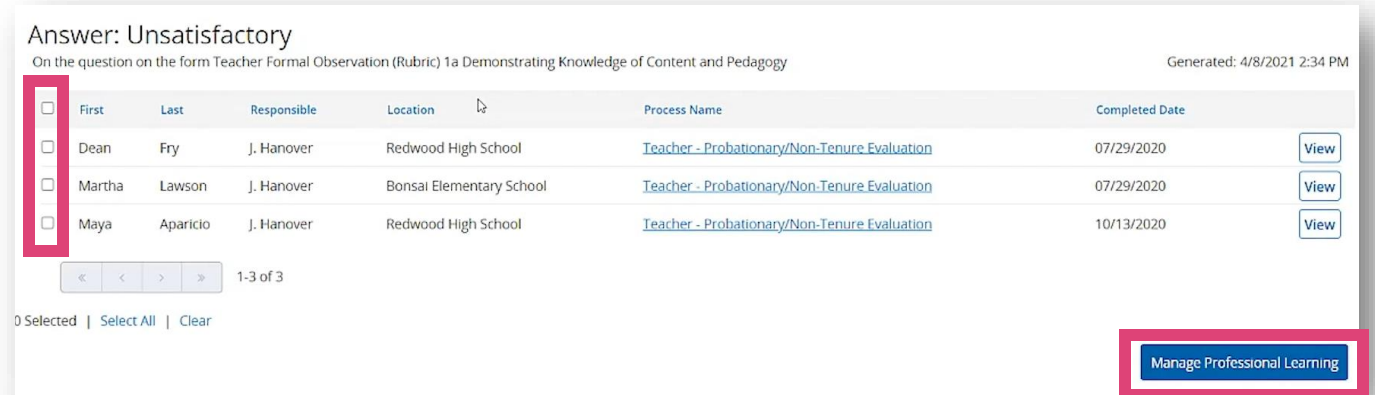 Answer: Unsatisfactory
On the question on the form Teacher Formal Observation (Rubric) 1a Demonstrating Knowledge of Content and Pedagogy Generated: 4/8/2021 2:34 PM
First Last Responsible Location Process Name Completed Date
Dean Fry J. Hanover Redwood High School Teacher - Probationary/Non-Tenure Evaluation 07/29/2020 View
Martha Lawson J. Hanover Bonsai Elementary School Teacher - Probationary/Non-Tenure Evaluation 07/29/2020 View
Maya Aparicio J. Hanover Redwood High School Teacher - Probationary/Non-Tenure Evaluation 10/13/2020 View
« < > » 1-3 of 3
0 Selected | Select All | Clear
Manage Professional Learning